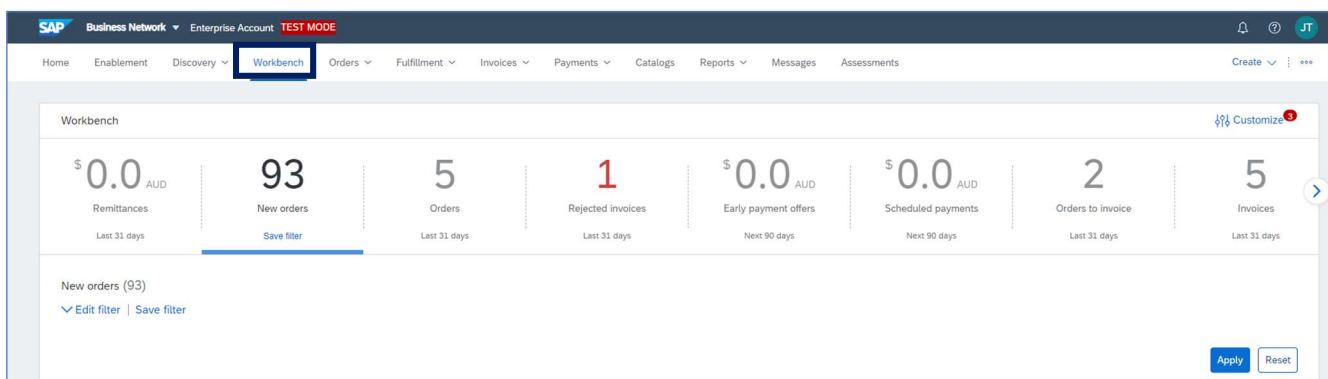 SAP Business Network Enterprise Account TEST MODE JT
Home Enablement Discovery Workbench Orders Fulfillment Invoices Payments Catalogs Reports Messages Assessments Create
Workbench Customize 3
$ 0.0 AUD 93 5 1 $ 0.0 AUD $ 0.0 AUD 2 5
Remittances New orders Orders Rejected invoices Early payment offers Scheduled payments Orders to invoice Invoices
Last 31 days Save filter Last 31 days Last 31 days Next 90 days Next 90 days Last 31 days Last 31 days
New orders (93)
Edit filter | Save filter
Apply Reset